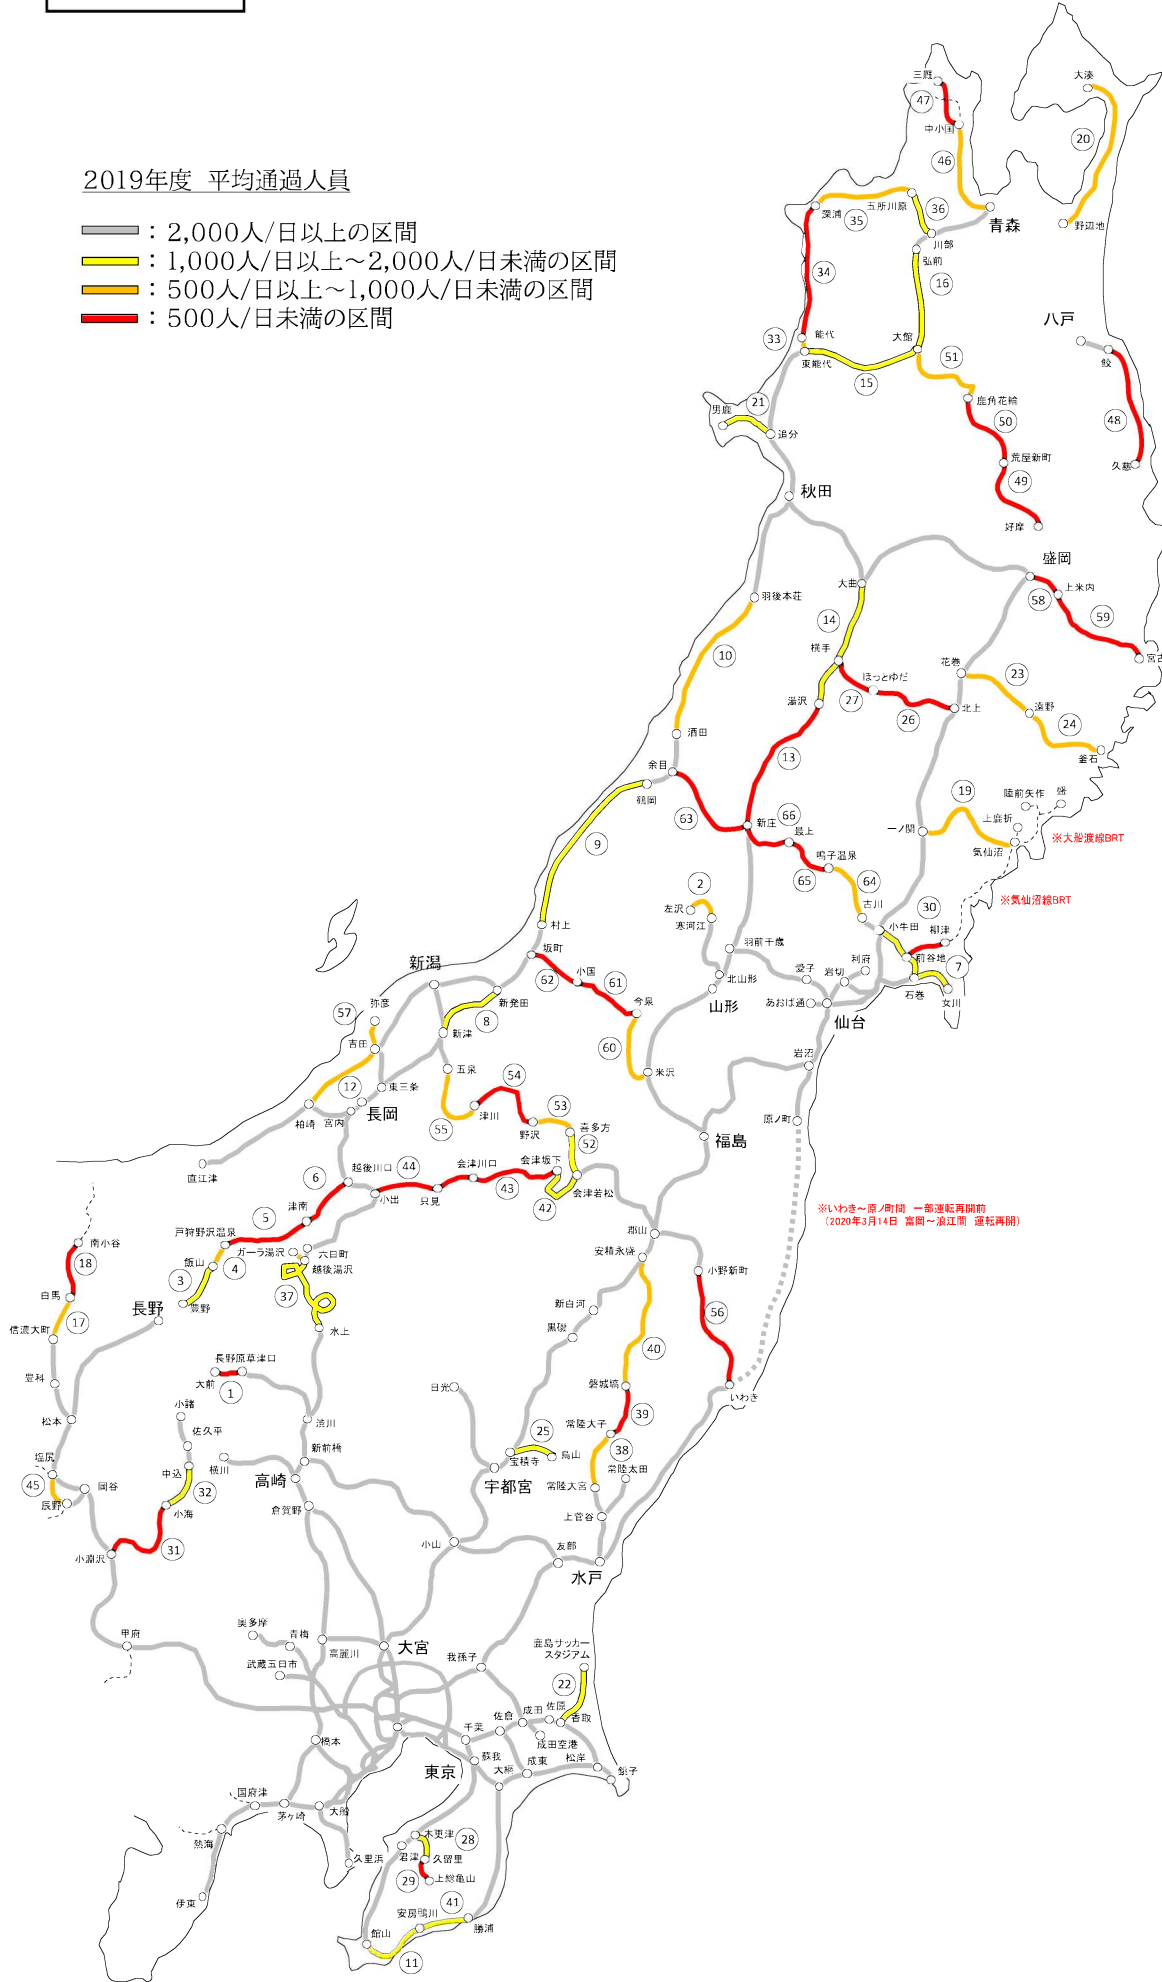 2019年度 平均通過人員
：2,000人/日以上の区間
：1,000人/日以上～2,000人/日未満の区間
：500人/日以上～1,000人/日未満の区間
：500人/日未満の区間
三厩
47
中小国
46
大湊
20
野辺地
青森
深浦
35
五所川原
36
川部
弘前
16
34
33
能代
東能代
15
大館
51
八戸
鮫
48
久慈
男鹿
21
追分
鹿角花輪
50
荒屋新町
49
好摩
秋田
盛岡
上米内
58
59
宮古
大曲
14
横手
羽後本荘
10
酒田
余目
鶴岡
湯沢
27
ほっとゆだ
26
北上
花巻
23
遠野
24
釜石
13
新庄
66
最上
63
65
鳴子温泉
64
古川
9
村上
一ノ関
19
陸前矢作
盛
上鹿折
気仙沼
※大船渡線BRT
※気仙沼線BRT
2
左沢
寒河江
30
小牛田
柳津
前谷地
7
石巻
女川
羽前千歳
北山形
山形
愛子
利府
岩切
あおば通
仙台
坂町
62
小国
61
今泉
60
米沢
新潟
新発田
8
新津
弥彦
57
吉田
12
東三条
長岡
柏崎
宮内
直江津
五泉
55
津川
54
野沢
53
喜多方
52
会津若松
会津坂下
42
43
会津川口
只見
44
小出
越後川口
6
津南
5
戸狩野沢温泉
4
飯山
3
豊野
長野
岩沼
原ノ町
福島
※いわき～原ノ町間 一部運転再開前
（2020年3月14日 富岡～浪江間 運転再開）
郡山
安積永盛
小野新町
56
いわき
新白河
黒磯
40
磐城塙
39
常陸大子
38
常陸太田
常陸大宮
上菅谷
水戸
友部
南小谷
18
白馬
17
信濃大町
豊科
松本
塩尻
45
辰野
岡谷
ガーラ湯沢
六日町
越後湯沢
37
水上
長野原草津口
大前
1
渋川
新前橋
高崎
倉賀野
横川
小諸
佐久平
中込
32
小海
31
小淵沢
甲府
日光
25
宝積寺
烏山
宇都宮
小山
奥多摩
青梅
武蔵五日市
高麗川
大宮
我孫子
鹿島サッカー
スタジアム
22
香取
佐原
成田
佐倉
成田空港
千葉
蘇我
大網
成東
松岸
銚子
東京
橋本
国府津
茅ヶ崎
大船
熱海
伊東
久里浜
木更津
28
君津
久留里
29
上総亀山
安房鴨川
41
勝浦
館山
11